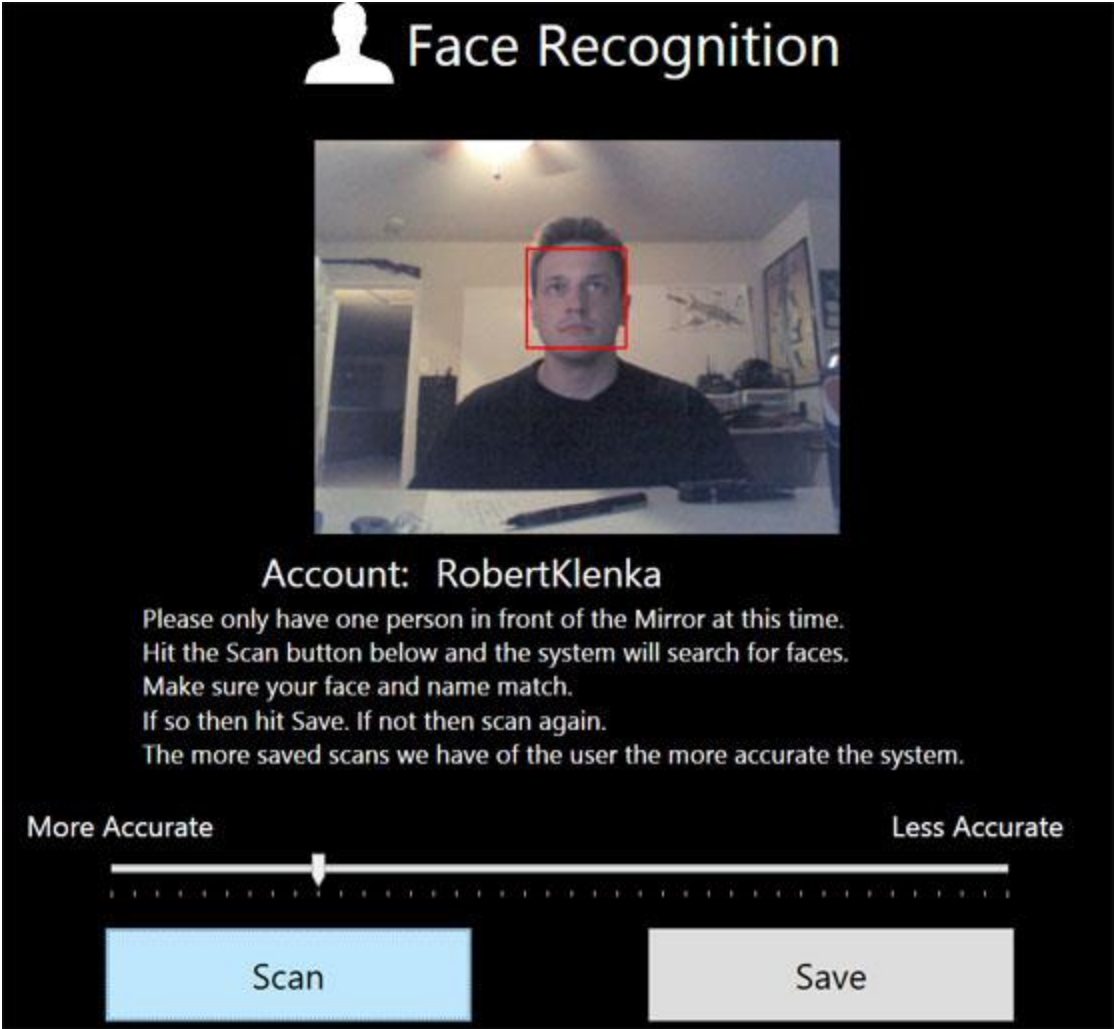 Face Recognition
Account: RobertKlenka
Please only have one person in front of the Mirror at this time.
Hit the Scan button below and the system will search for faces.
Make sure your face and name match.
If so then hit Save. If not then scan again.
The more saved scans we have of the user the more accurate the system.
More Accurate
Less Accurate
Scan
Save